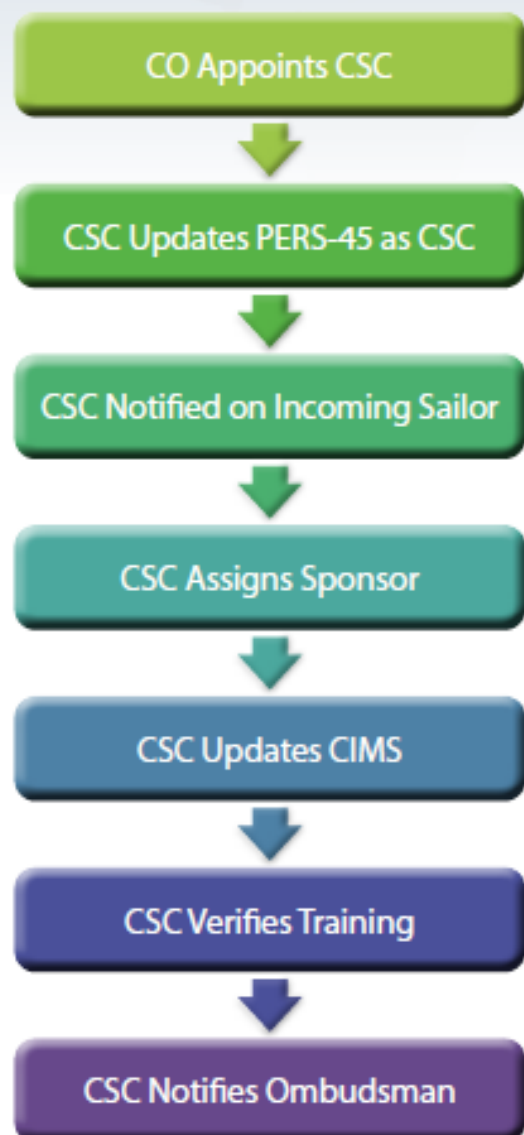 CO Appoints CSC
CSC Updates PERS-45 as CSC
CSC Notified on Incoming Sailor
CSC Assigns Sponsor
CSC Updates CIMS
CSC Verifies Training
CSC Notifies Ombudsman